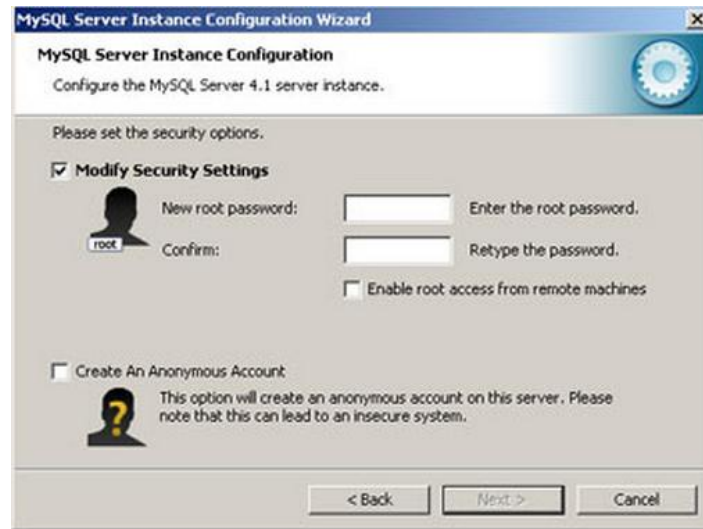 MySQL Server Instance Configuration Wizard
MySQL Server Instance Configuration
Configure the MySQL Server 4.1 server instance.
Please set the security options.
Modify Security Settings
root
New root password:
Enter the root password.
Confirm:
Retype the password.
Enable root access from remote machines
Create An Anonymous Account
?
This option will create an anonymous account on this server. Please
note that this can lead to an insecure system.
< Back
Next >
Cancel